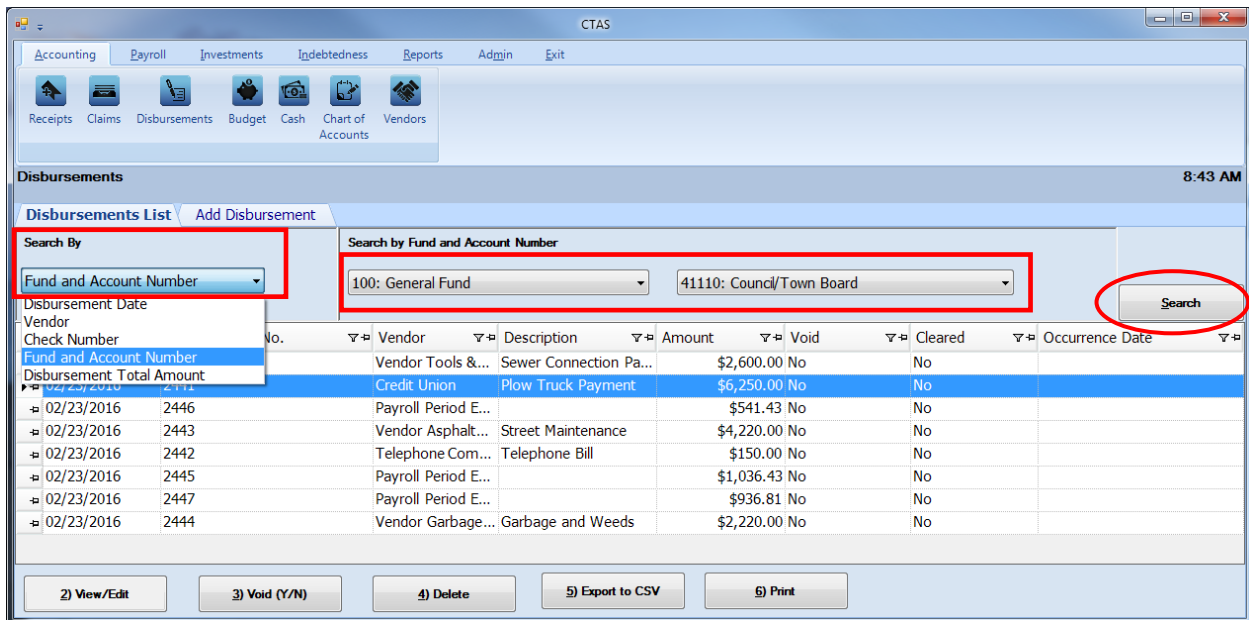 CTAS
Accounting Payroll Investments Indebtedness Reports Admin Exit
Receipts Claims Disbursements Budget Cash Chart of Accounts Vendors
Disbursements 8:43 AM
Disbursements List Add Disbursement
Search By Search by Fund and Account Number
Fund and Account Number 100: General Fund 41110: Council/Town Board
Search
Disbursement Date
Vendor
Check Number
Fund and Account Number
Disbursement Total Amount
No. Vendor Description Amount Void Cleared Occurrence Date
Vendor Tools &... Sewer Connection Pa... $2,600.00 No No
02/23/2016 2441 Credit Union Plow Truck Payment $6,250.00 No No
02/23/2016 2446 Payroll Period E... $541.43 No No
02/23/2016 2443 Vendor Asphalt... Street Maintenance $4,220.00 No No
02/23/2016 2442 Telephone Com... Telephone Bill $150.00 No No
02/23/2016 2445 Payroll Period E... $1,036.43 No No
02/23/2016 2447 Payroll Period E... $936.81 No No
02/23/2016 2444 Vendor Garbage... Garbage and Weeds $2,220.00 No No
2) View/Edit 3) Void (Y/N) 4) Delete 5) Export to CSV 6) Print